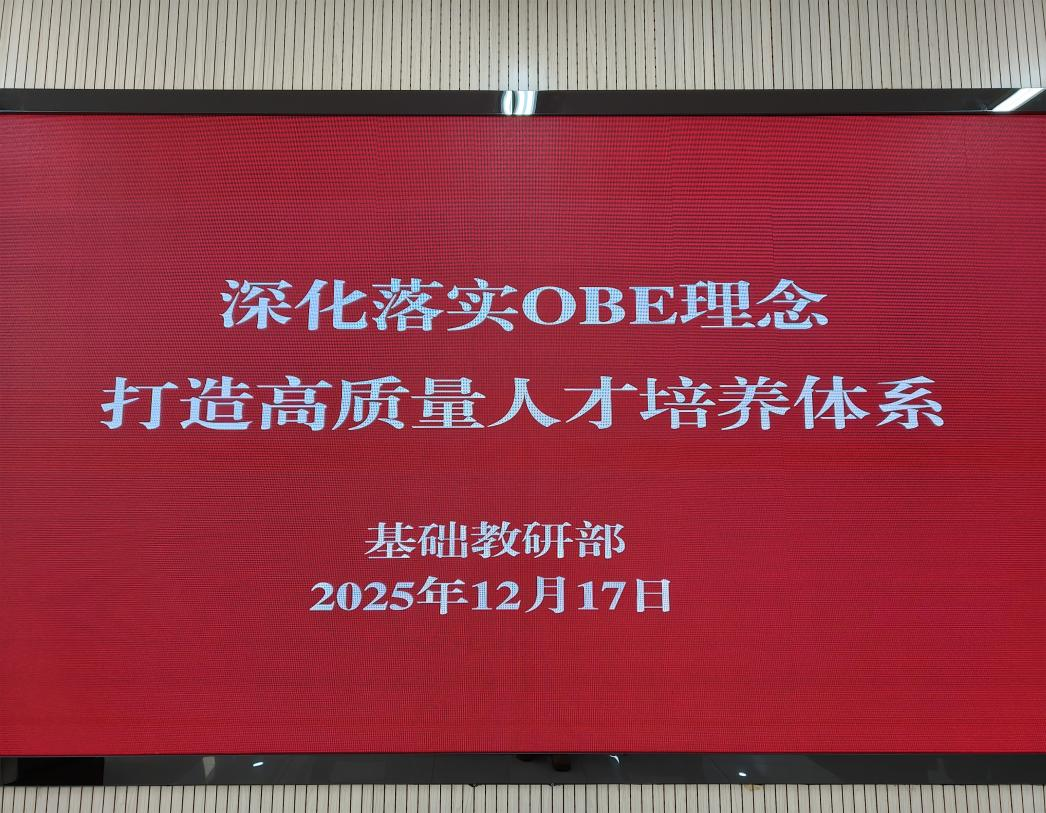 深化落实OBE理念
打造高质量人才培养体系
基础教研部
2025年12月17日